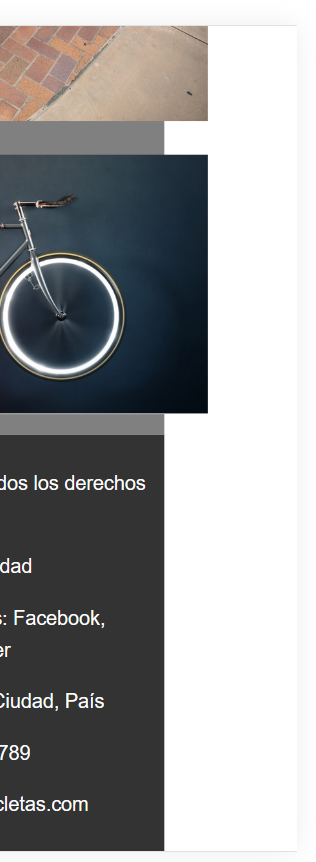 dos los derechos
dad
s: Facebook,
er
Ciudad, País
789
cletas.com